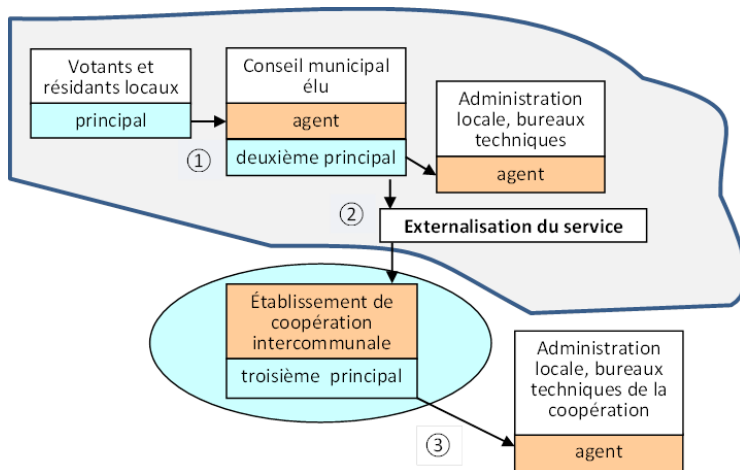 Votants et
résidants locaux
principal
Conseil municipal
élu
agent
deuxième principal
Administration
locale, bureaux
techniques
agent
①
②
Externalisation du service
Établissement de
coopération
intercommunale
troisième principal
Administration
locale, bureaux
techniques de la
coopération
agent
③